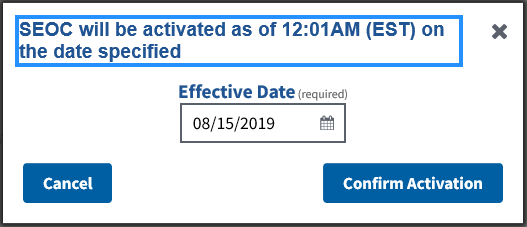 SEOC will be activated as of 12:01AM (EST) on
the date specified
Effective Date (required)
08/15/2019
Cancel
Confirm Activation